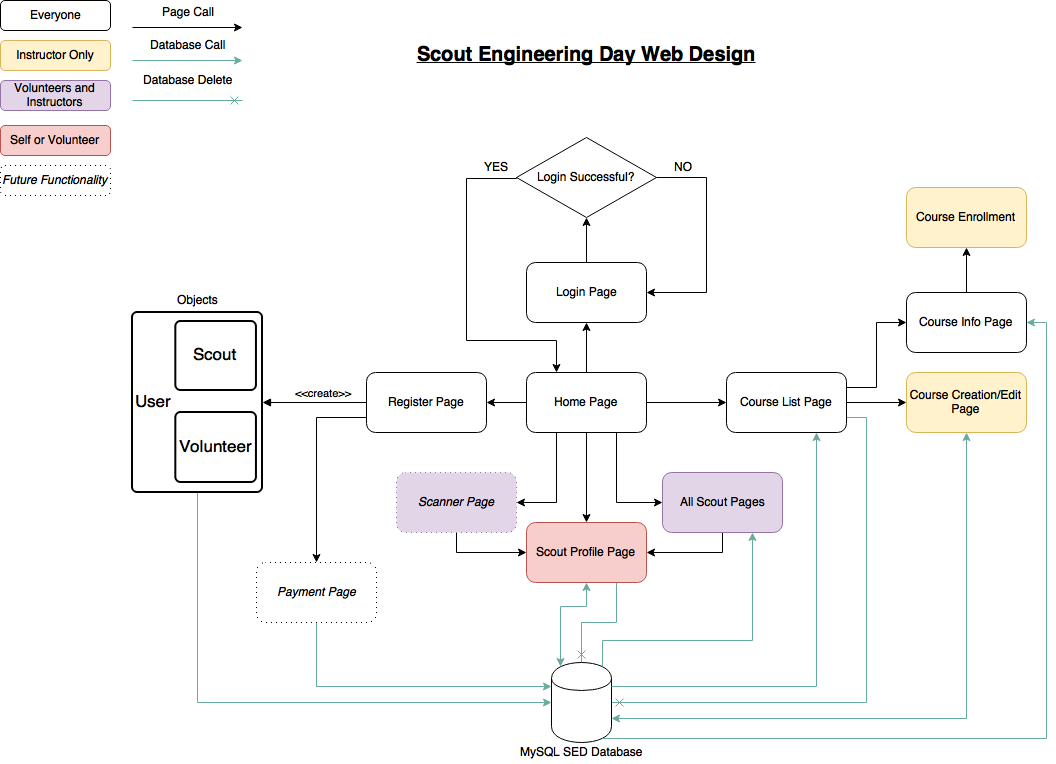 Everyone
Page Call
Instructor Only
Database Call
Scout Engineering Day Web Design
Volunteers and
Instructors
Database Delete
Self or Volunteer
Future Functionality
YES
Login Successful?
NO
Course Enrollment
Login Page
Objects
Course Info Page
Scout
User
<<create>>
Register Page
Home Page
Course List Page
Course Creation/Edit
Page
Volunteer
Scanner Page
All Scout Pages
Scout Profile Page
Payment Page
MySQL SED Database